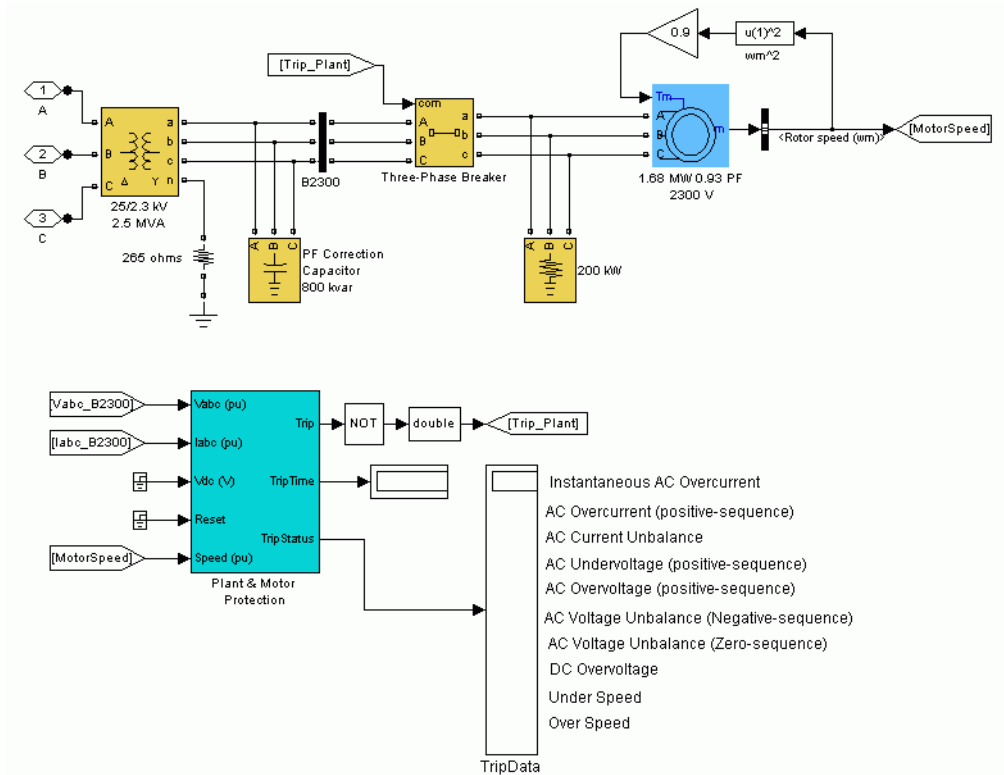 0.9
u(1)^2
wm^2
[Trip_Plant]
1
A
2
B
3
C
A
B
C
a
b
c
n
Δ
Y
25/2.3 kV
2.5 MVA
265 ohms
A
B
C
PF Correction
Capacitor
800 kvar
B2300
com
A
B
C
a
b
c
Three-Phase Breaker
A
B
C
200 kW
Tm
A
B
C
m
1.68 MW 0.93 PF
2300 V
<Rotor speed (wm)>
[MotorSpeed]
[Vabc_B2300]
[Iabc_B2300]
[MotorSpeed]
Vabc (pu)
Iabc (pu)
Vdc (V)
Reset
Speed (pu)
Trip
TripTime
TripStatus
Plant & Motor
Protection
NOT
double
[Trip_Plant]
Instantaneous AC Overcurrent
AC Overcurrent (positive-sequence)
AC Current Unbalance
AC Undervoltage (positive-sequence)
AC Overvoltage (positive-sequence)
AC Voltage Unbalance (Negative-sequence)
AC Voltage Unbalance (Zero-sequence)
DC Overvoltage
Under Speed
Over Speed
TripData